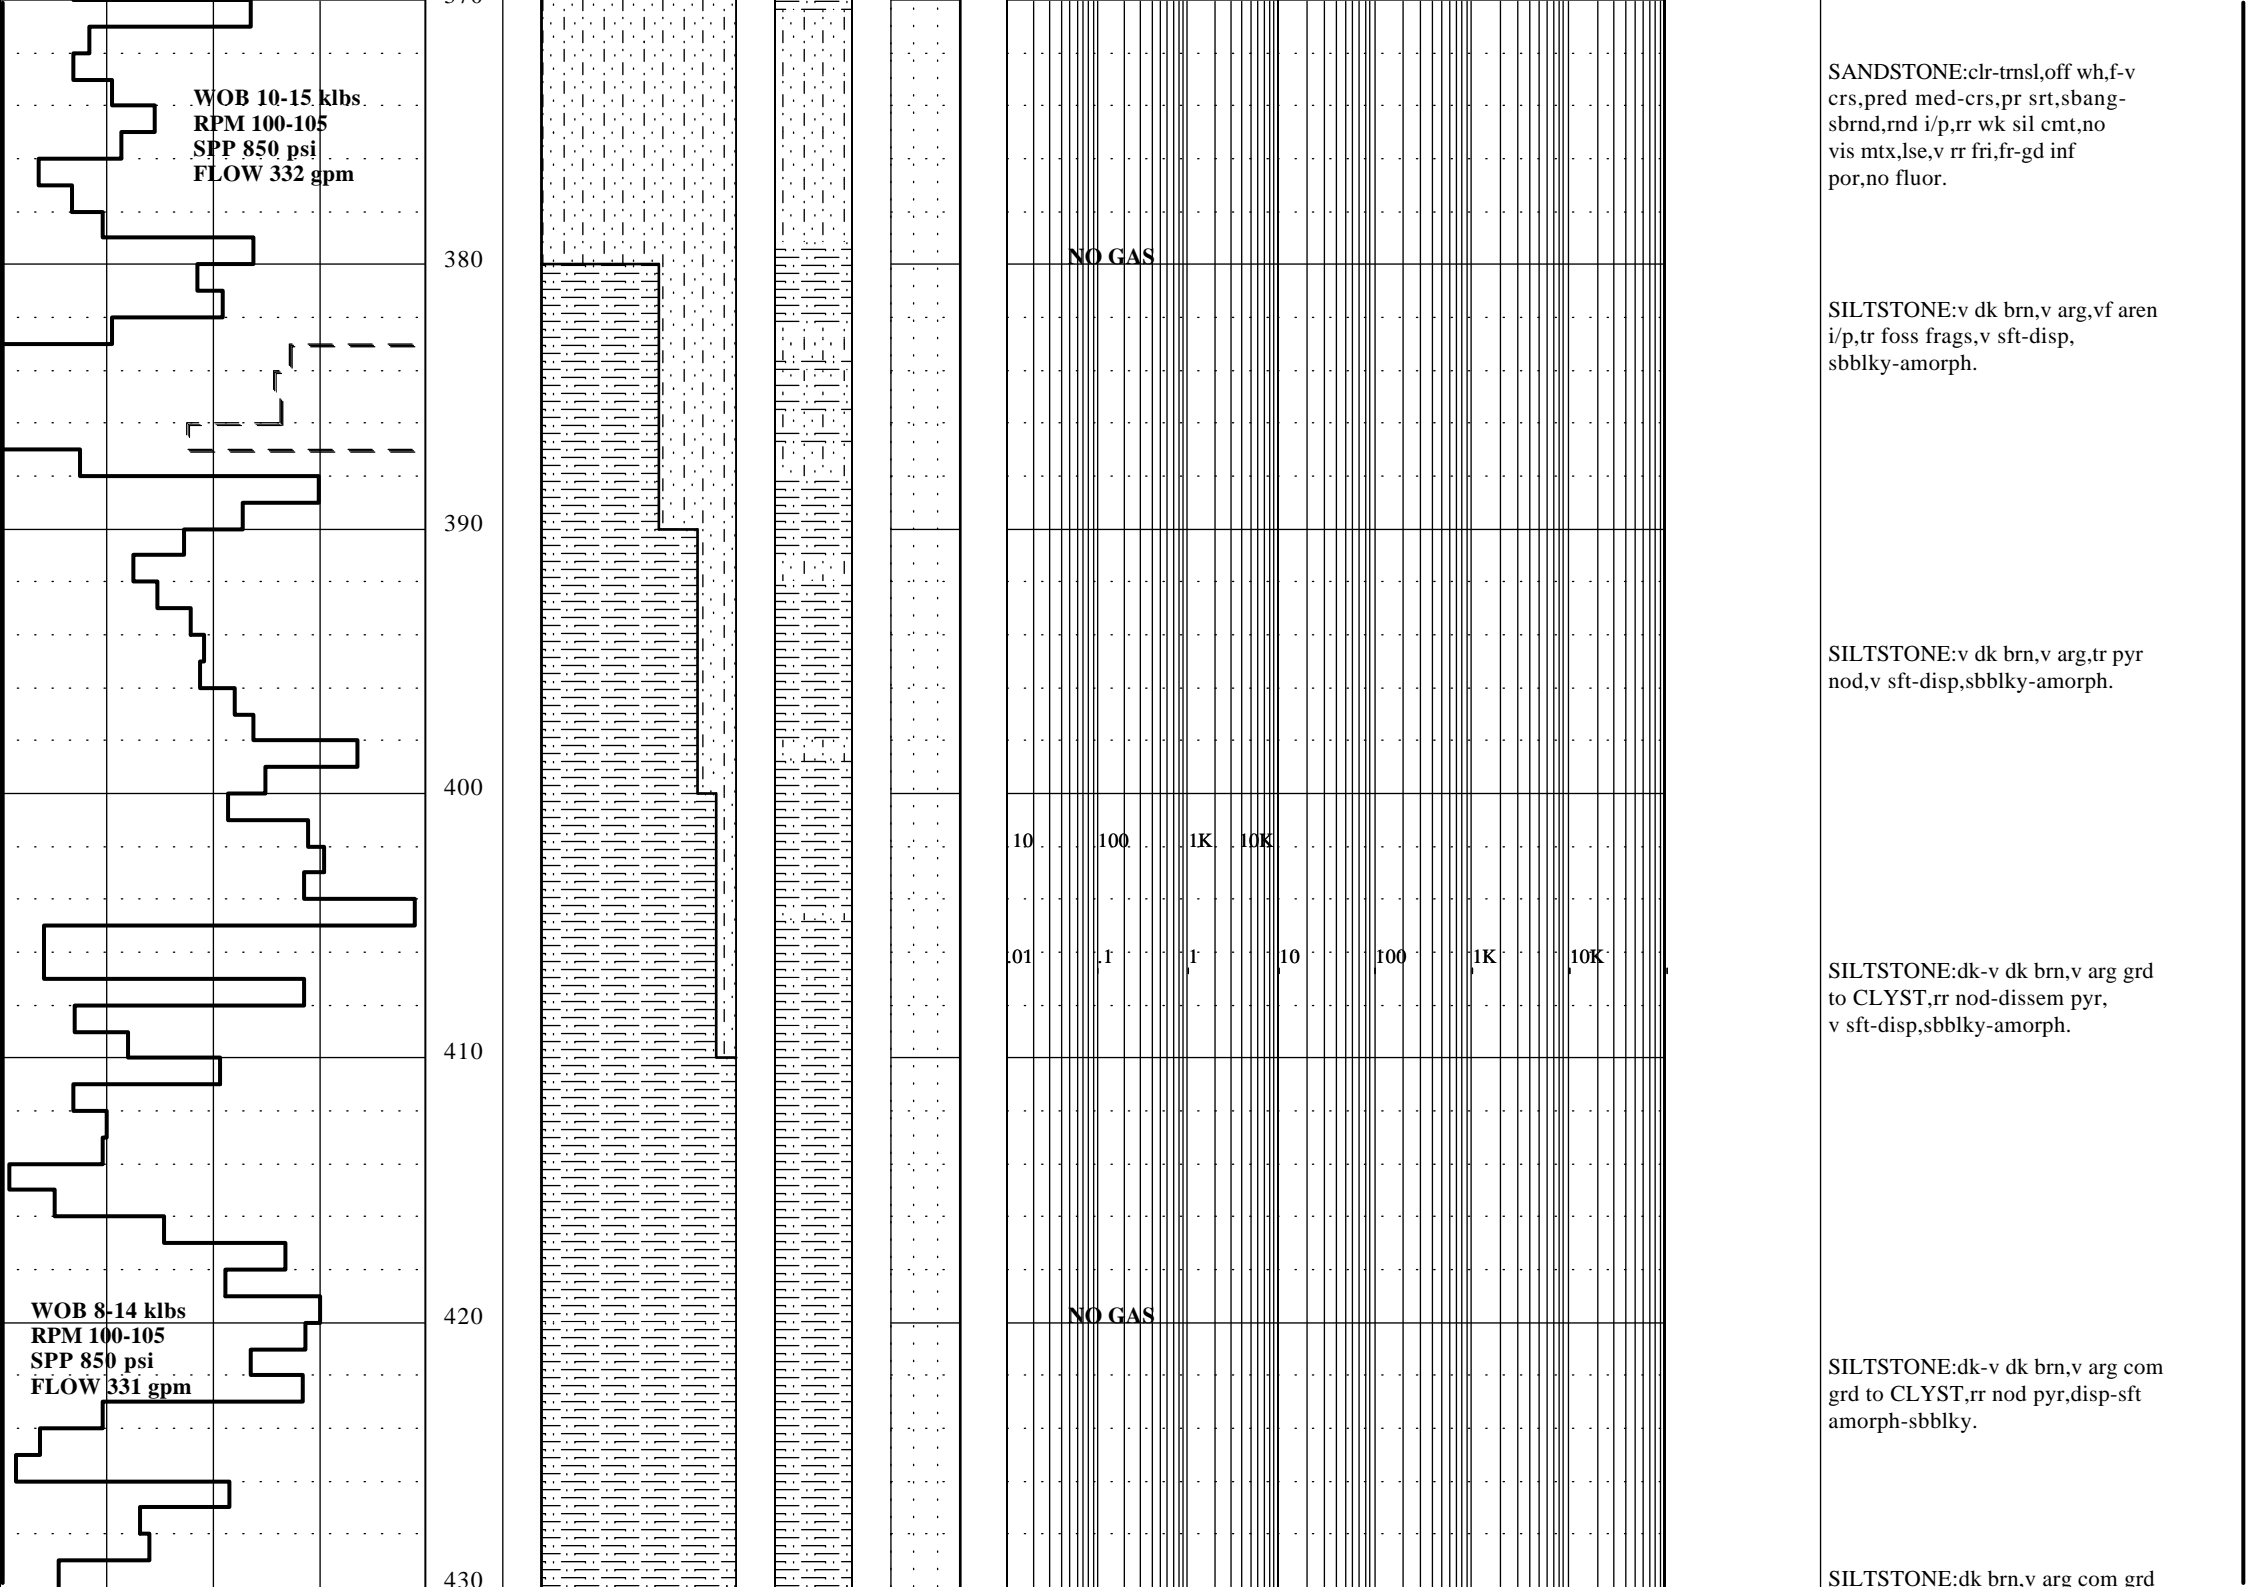 370
SANDSTONE:clr-trnsl,off wh,f-v
crs,pred med-crs,pr srt,sbang-
sbrnd,rnd i/p,rr wk sil cmt,no
vis mtx,lse,v rr fri,fr-gd inf
por,no fluor.
WOB 10-15 klbs
RPM 100-105
SPP 850 psi
FLOW 332 gpm
380
NO GAS
SILTSTONE:v dk brn,v arg,vf aren
i/p,tr foss frags,v sft-disp,
sbblky-amorph.
390
SILTSTONE:v dk brn,v arg,tr pyr
nod,v sft-disp,sbblky-amorph.
400
10 100 1K 10K
.01 .1 1 10 100 1K 10K
SILTSTONE:dk-v dk brn,v arg grd
to CLYST,rr nod-dissem pyr,
v sft-disp,sbblky-amorph.
410
WOB 8-14 klbs
RPM 100-105
SPP 850 psi
FLOW 331 gpm
420
NO GAS
SILTSTONE:dk-v dk brn,v arg com
grd to CLYST,rr nod pyr,disp-sft
amorph-sbblky.
430
SILTSTONE:dk brn,v arg com grd